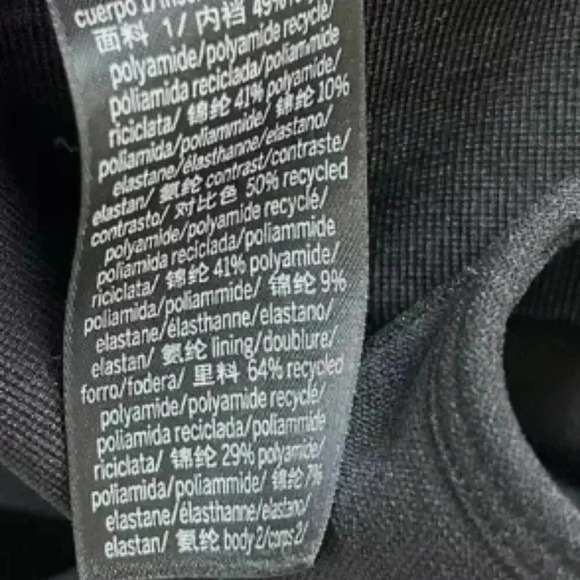 cuerpo 1/
面料 1/ 内裆 49%
polyamide/polyamide recyclé/
poliamida reciclada/poliammide
riciclata/ 锦纶 41% polyamide/
poliamida/poliammide/ 锦纶 10%
elastane/élasthanne/elastano/
elastan/ 氨纶 contrast/contraste/
contrasto/ 对比色 50% recycled
polyamide/polyamide recyclé/
poliamida reciclada/poliammide
riciclata/ 锦纶 41% polyamide/
poliamida/poliammide/ 锦纶 9%
elastane/élasthanne/elastano/
elastan/ 氨纶 lining/doublure/
forro/fodera/ 里料 64% recycled
polyamide/polyamide recyclé/
poliamida reciclada/poliammide
riciclata/ 锦纶 29% polyamide/
poliamida/poliammide/ 锦纶 7%
elastane/élasthanne/elastano/
elastan/ 氨纶 body 2/corps 2/